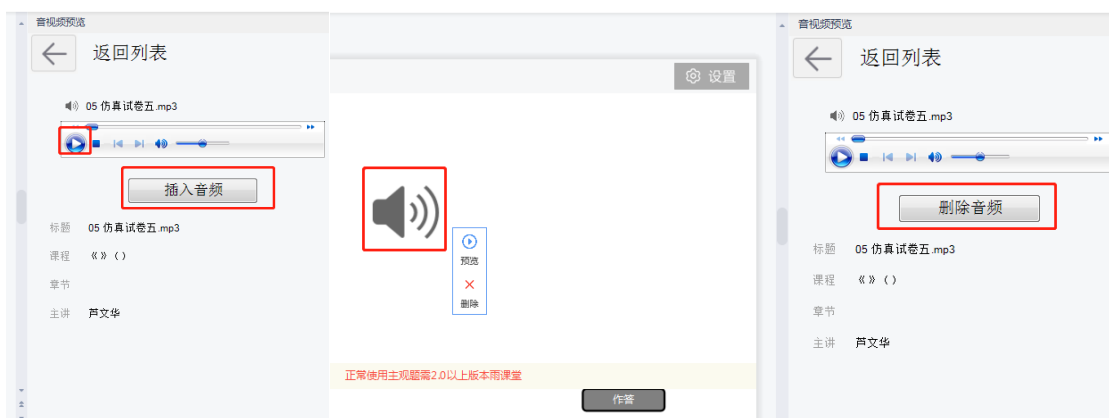 音视频预览
返回列表
05 仿真试卷五.mp3
插入音频
标题 05 仿真试卷五.mp3
课程 《 》（ ）
章节
主讲 芦文华
设置
预览
删除
正常使用主观题需2.0以上版本雨课堂
作答
音视频预览
返回列表
05 仿真试卷五.mp3
删除音频
标题 05 仿真试卷五.mp3
课程 《 》（ ）
章节
主讲 芦文华